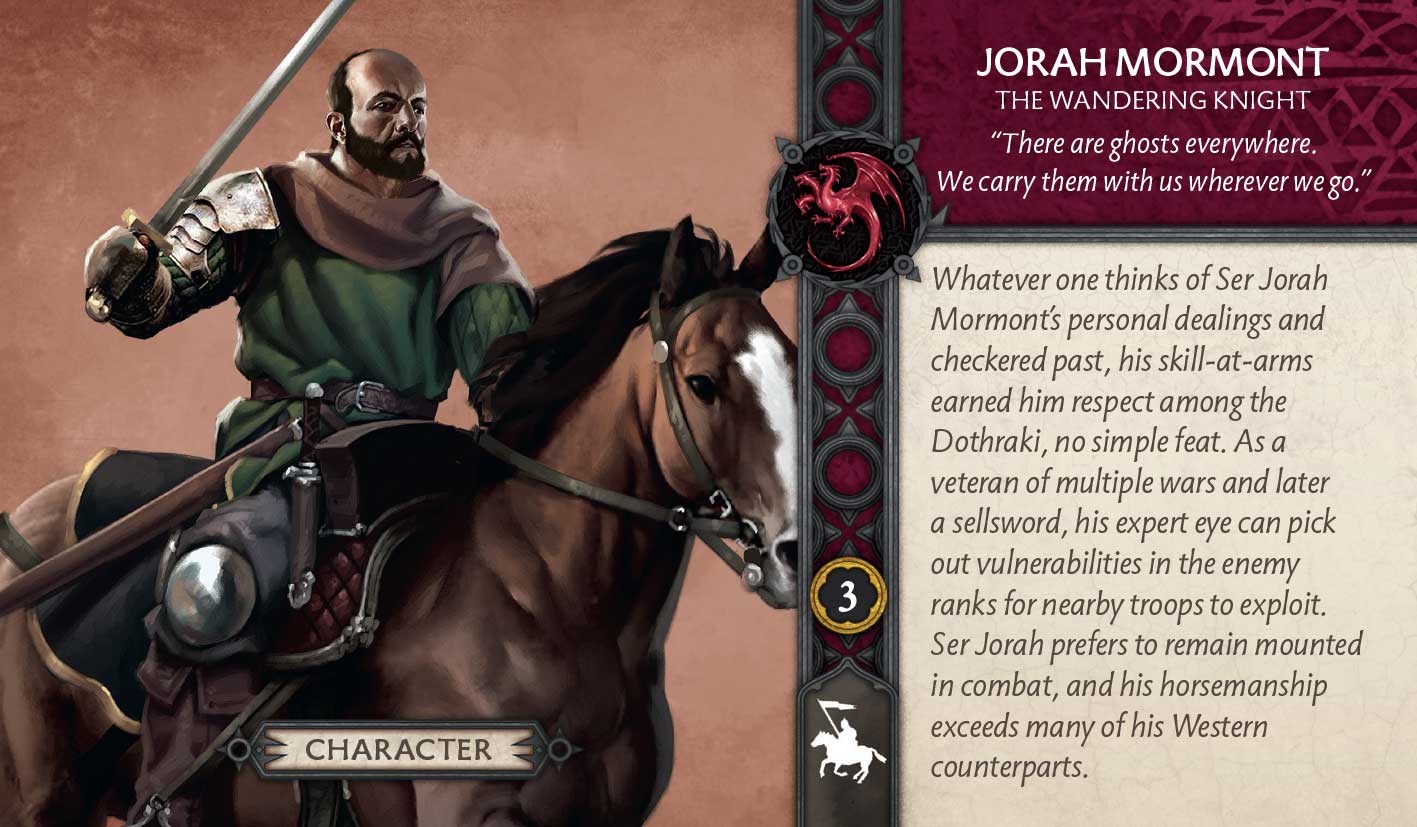 JORAH MORMONT
THE WANDERING KNIGHT
“There are ghosts everywhere.
We carry them with us wherever we go.”
Whatever one thinks of Ser Jorah
Mormont’s personal dealings and
checkered past, his skill-at-arms
earned him respect among the
Dothraki, no simple feat. As a
veteran of multiple wars and later
a sellsword, his expert eye can pick
out vulnerabilities in the enemy
ranks for nearby troops to exploit.
Ser Jorah prefers to remain mounted
in combat, and his horsemanship
exceeds many of his Western
counterparts.
3
CHARACTER